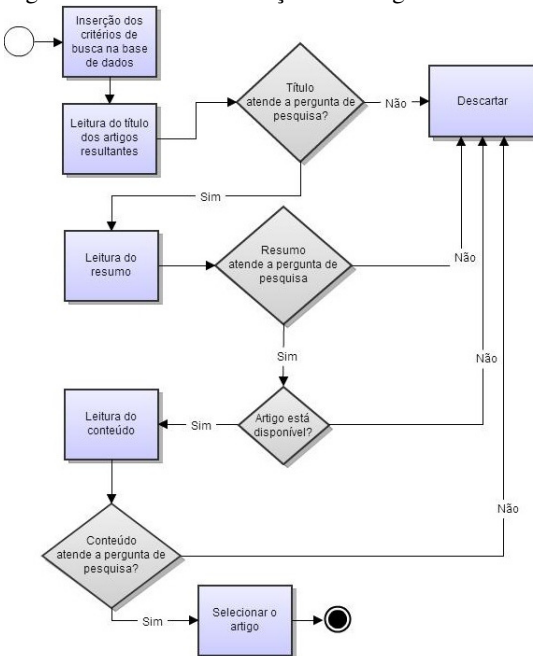 Inserção dos
critérios de
busca na base
de dados
Título
atende a pergunta de
pesquisa?
Não
Descartar
Leitura do título
dos artigos
resultantes
Sim
Leitura do
resumo
Resumo
atende a pergunta de
pesquisa
Não
Sim
Não
Leitura do
conteúdo
Sim
Artigo está
disponível?
Não
Conteúdo
atende a pergunta de
pesquisa?
Sim
Selecionar o
artigo